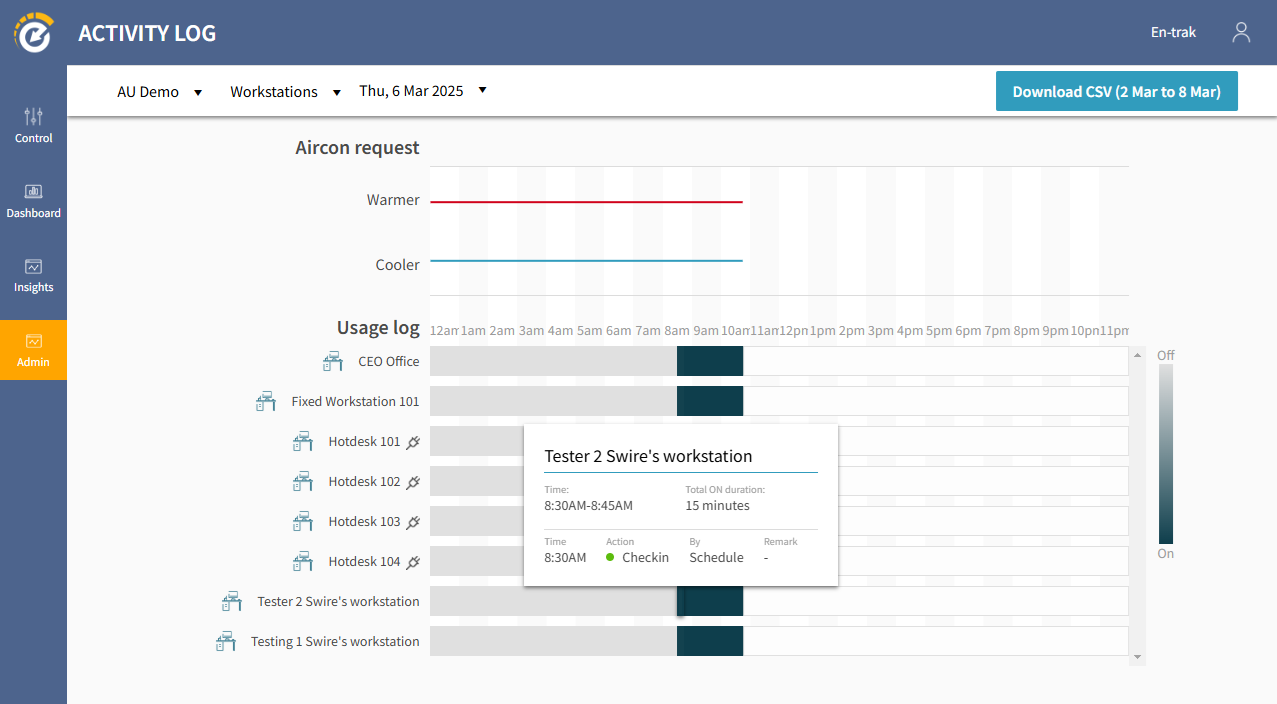 ACTIVITY LOG
En-trak
AU Demo
Workstations
Thu, 6 Mar 2025
Download CSV (2 Mar to 8 Mar)
Control
Dashboard
Insights
Admin
Aircon request
Warmer
Cooler
Usage log
12am 1am 2am 3am 4am 5am 6am 7am 8am 9am 10am 11am 12pm 1pm 2pm 3pm 4pm 5pm 6pm 7pm 8pm 9pm 10pm 11pm
CEO Office
Fixed Workstation 101
Hotdesk 101
Hotdesk 102
Hotdesk 103
Hotdesk 104
Tester 2 Swire's workstation
Testing 1 Swire's workstation
Off
On
Tester 2 Swire's workstation
Time: Total ON duration:
8:30AM-8:45AM 15 minutes
Time Action By Remark
8:30AM Checkin Schedule -